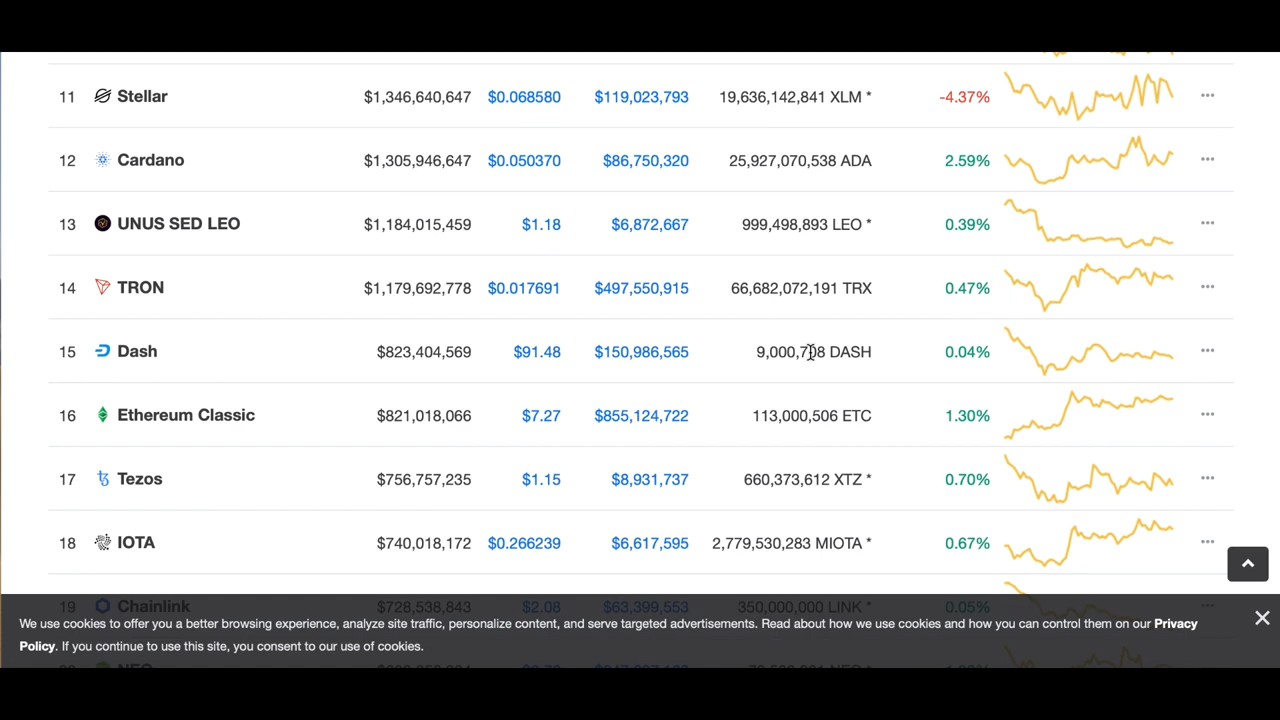 11 Stellar $1,346,640,647 $0.068580 $119,023,793 19,636,142,841 XLM * -4.37%
12 Cardano $1,305,946,647 $0.050370 $86,750,320 25,927,070,538 ADA 2.59%
13 UNUS SED LEO $1,184,015,459 $1.18 $6,872,667 999,498,893 LEO * 0.39%
14 TRON $1,179,692,778 $0.017691 $497,550,915 66,682,072,191 TRX 0.47%
15 Dash $823,404,569 $91.48 $150,986,565 DASH 0.04%
16 Ethereum Classic $821,018,066 $7.27 $855,124,722 113,000,506 ETC 1.30%
17 Tezos $756,757,235 $1.15 $8,931,737 660,373,612 XTZ * 0.70%
18 IOTA $740,018,172 $0.266239 $6,617,595 2,779,530,283 MIOTA * 0.67%
19 Chainlink $728,538,843 $2.08 $63,399,553 350,000,000 LINK * 0.05%
We use cookies to offer you a better browsing experience, analyze site traffic, personalize content, and serve targeted advertisements. Read about how we use cookies and how you can control them on our Privacy
Policy. If you continue to use this site, you consent to our use of cookies.